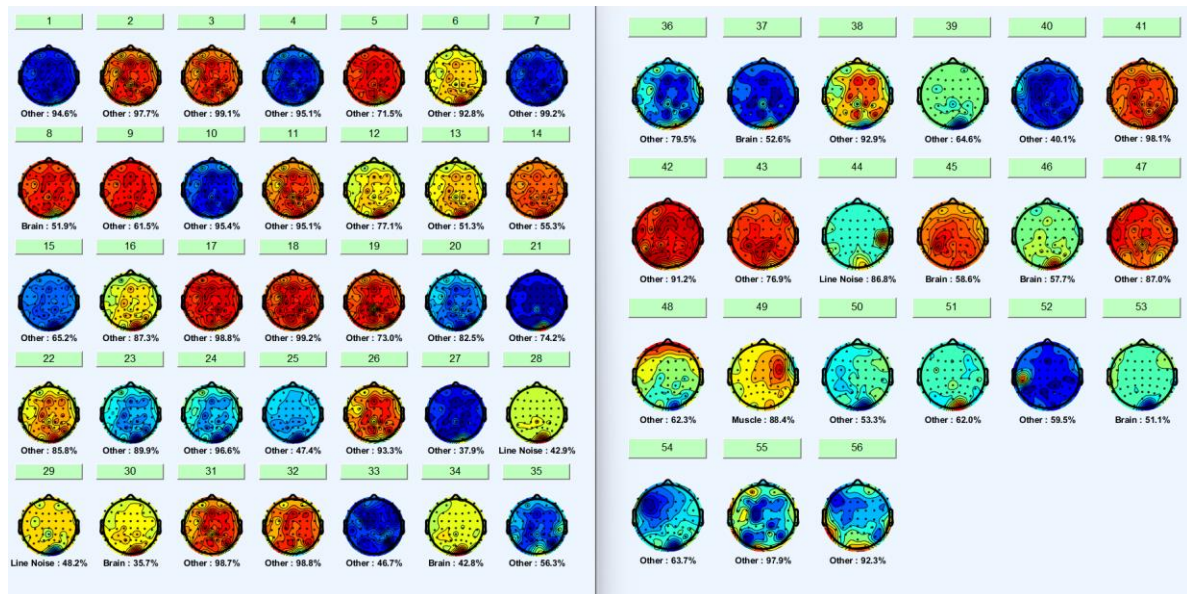 1 2 3 4 5 6 7
Other : 94.6% Other : 97.7% Other : 99.1% Other : 95.1% Other : 71.5% Other : 92.8% Other : 99.2%
8 9 10 11 12 13 14
Brain : 51.9% Other : 61.5% Other : 95.4% Other : 95.1% Other : 77.1% Other : 51.3% Other : 55.3%
15 16 17 18 19 20 21
Other : 65.2% Other : 87.3% Other : 98.8% Other : 99.2% Other : 73.0% Other : 82.5% Other : 74.2%
22 23 24 25 26 27 28
Other : 85.8% Other : 89.9% Other : 96.6% Other : 47.4% Other : 93.3% Other : 37.9% Line Noise : 42.9%
29 30 31 32 33 34 35
Line Noise : 48.2% Brain : 35.7% Other : 98.7% Other : 98.8% Other : 46.7% Brain : 42.8% Other : 56.3%
36 37 38 39 40 41
Other : 79.5% Brain : 52.6% Other : 92.9% Other : 64.6% Other : 40.1% Other : 98.1%
42 43 44 45 46 47
Other : 91.2% Other : 76.9% Line Noise : 86.8% Brain : 58.6% Brain : 57.7% Other : 87.0%
48 49 50 51 52 53
Other : 62.3% Muscle : 88.4% Other : 53.3% Other : 62.0% Other : 59.5% Brain : 51.1%
54 55 56
Other : 63.7% Other : 97.9% Other : 92.3%